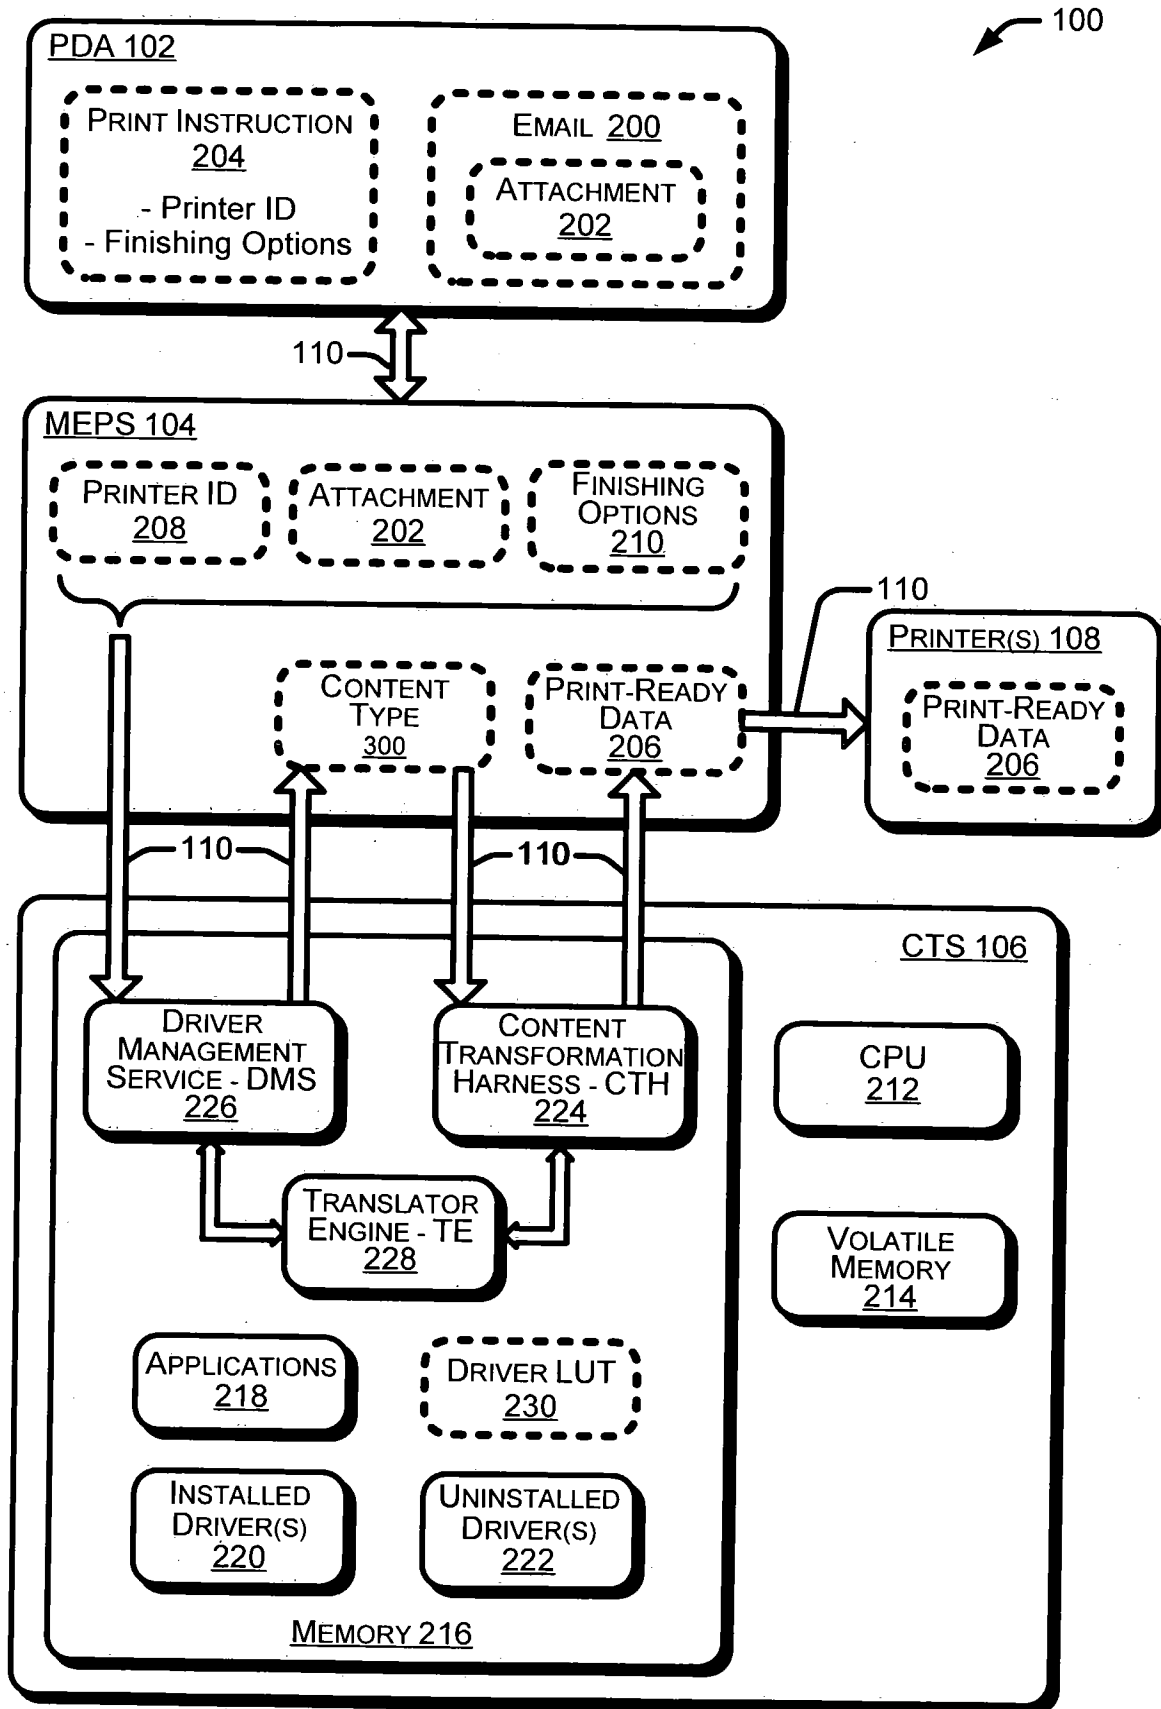 100
PDA 102
PRINT INSTRUCTION
204
- Printer ID
- Finishing Options
EMAIL 200
ATTACHMENT
202
110
MEPS 104
PRINTER ID
208
ATTACHMENT
202
FINISHING
OPTIONS
210
110
PRINTER(S) 108
PRINT-READY
DATA
206
CONTENT
TYPE
300
PRINT-READY
DATA
206
110
110
CTS 106
DRIVER
MANAGEMENT
SERVICE - DMS
226
CONTENT
TRANSFORMATION
HARNESS - CTH
224
CPU
212
TRANSLATOR
ENGINE - TE
228
VOLATILE
MEMORY
214
APPLICATIONS
218
DRIVER LUT
230
INSTALLED
DRIVER(S)
220
UNINSTALLED
DRIVER(S)
222
MEMORY 216